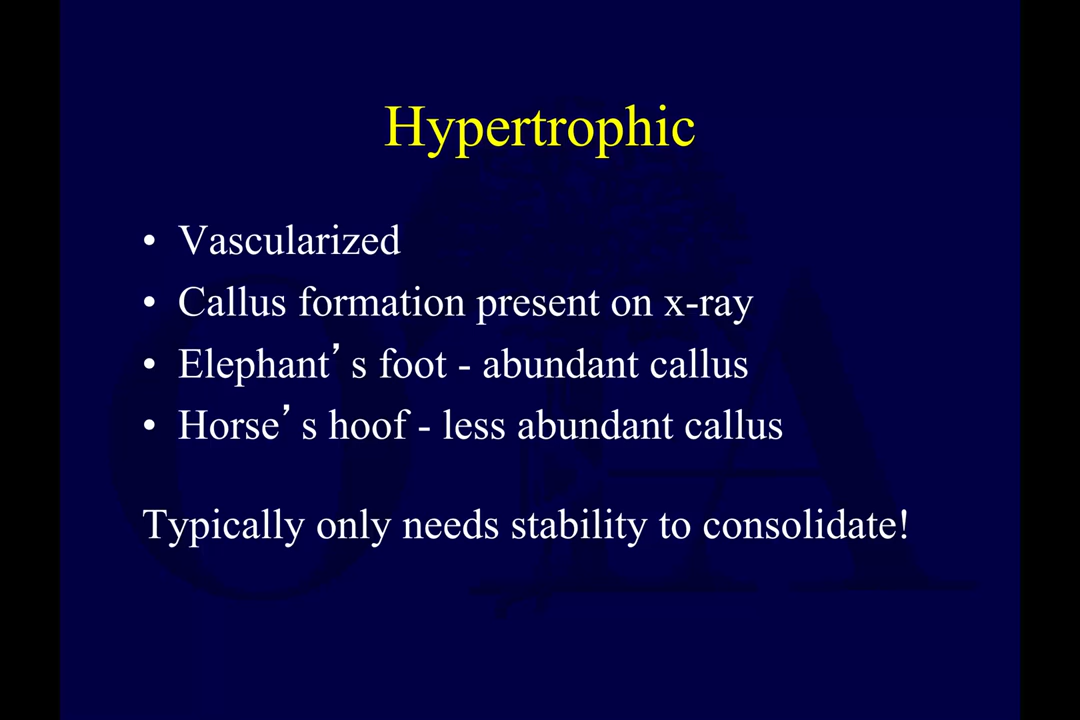 Hypertrophic
• Vascularized
• Callus formation present on x-ray
• Elephant’s foot - abundant callus
• Horse’s hoof - less abundant callus
Typically only needs stability to consolidate!
OTA